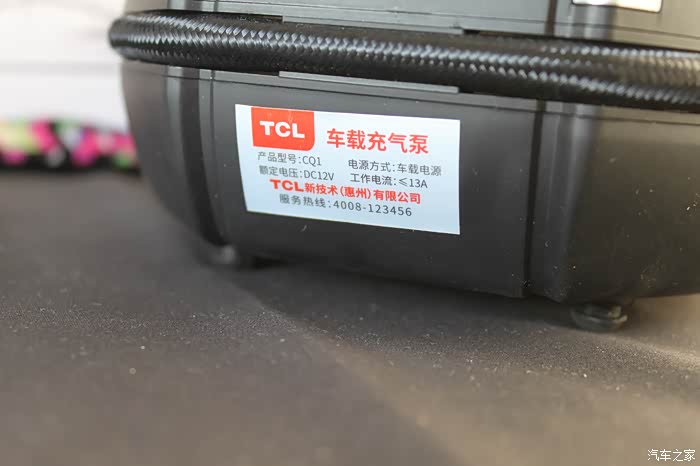 TCL 车载充气泵
产品型号:CQ1 电源方式:车载电源
额定电压:DC12V 工作电流:≤13A
TCL新技术(惠州)有限公司
服务热线:4008-123456
汽车之家